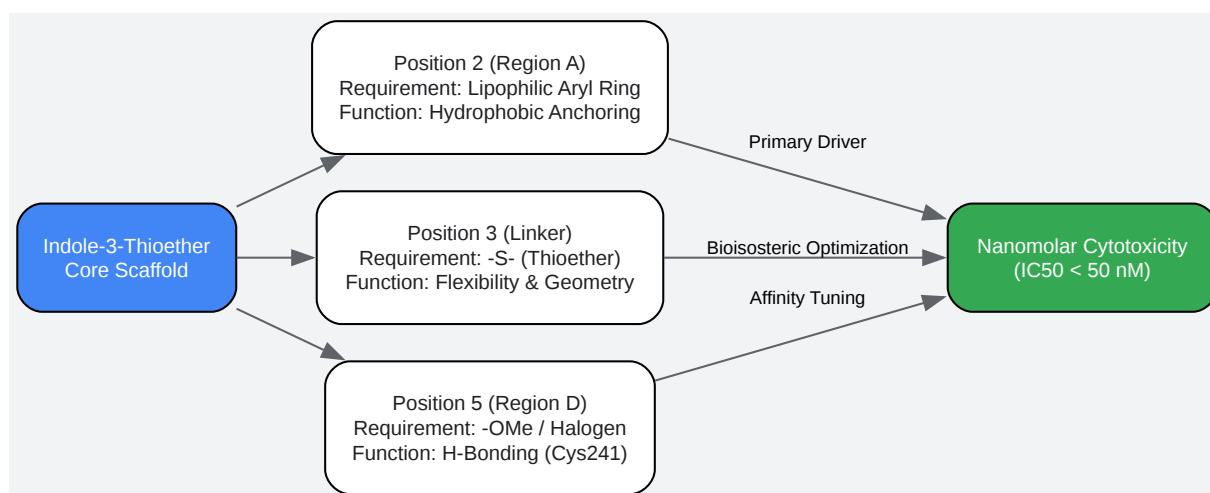 Indole-3-Thioether
Core Scaffold
Position 2 (Region A)
Requirement: Lipophilic Aryl Ring
Function: Hydrophobic Anchoring
Position 3 (Linker)
Requirement: -S- (Thioether)
Function: Flexibility & Geometry
Position 5 (Region D)
Requirement: -OMe / Halogen
Function: H-Bonding (Cys241)
Primary Driver
Bioisosteric Optimization
Affinity Tuning
Nanomolar Cytotoxicity
(IC50 < 50 nM)